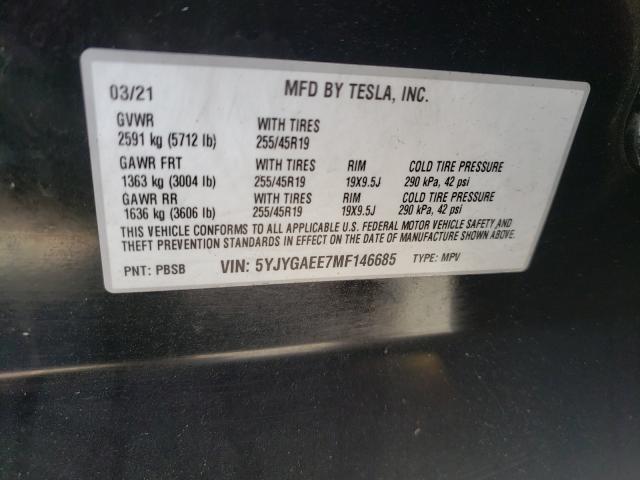 03/21 MFD BY TESLA, INC.
GVWR WITH TIRES
2591 kg (5712 lb) 255/45R19
GAWR FRT WITH TIRES RIM COLD TIRE PRESSURE
1363 kg (3004 lb) 255/45R19 19X9.5J 290 kPa, 42 psi
GAWR RR WITH TIRES RIM COLD TIRE PRESSURE
1636 kg (3606 lb) 255/45R19 19X9.5J 290 kPa, 42 psi
THIS VEHICLE CONFORMS TO ALL APPLICABLE U.S. FEDERAL MOTOR VEHICLE SAFETY AND
THEFT PREVENTION STANDARDS IN EFFECT ON THE DATE OF MANUFACTURE SHOWN ABOVE.
PNT: PBSB VIN: 5YJYGAEE7MF146685 TYPE: MPV